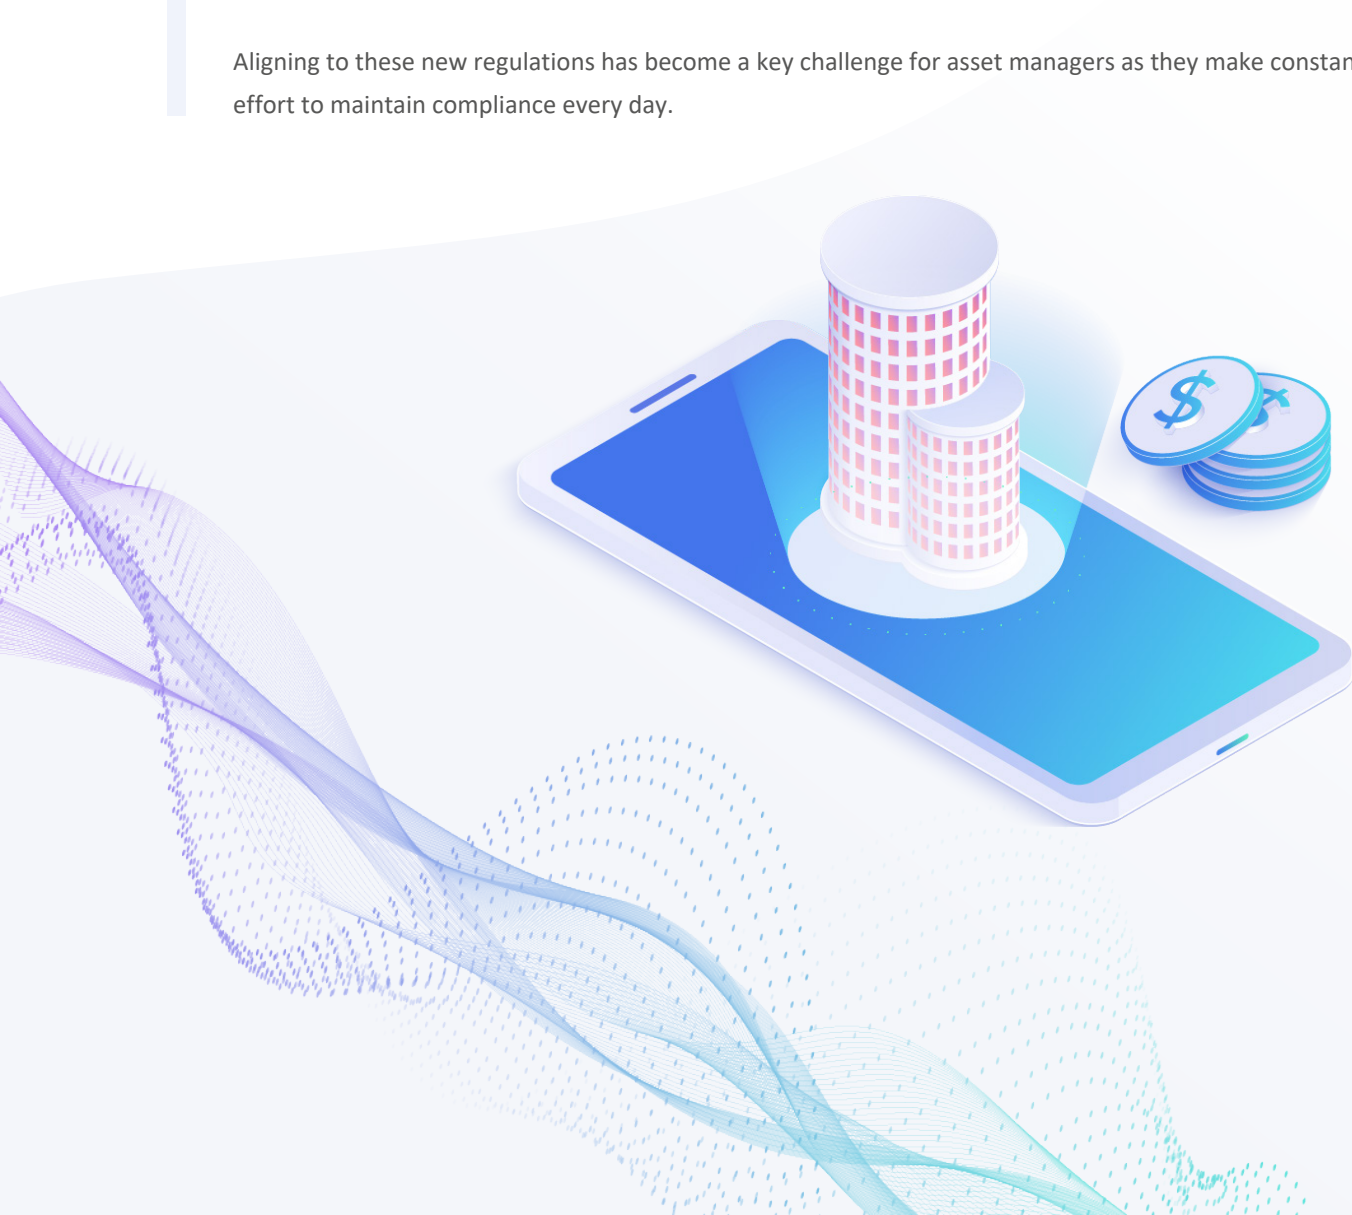 Aligning to these new regulations has become a key challenge for asset managers as they make constan
effort to maintain compliance every day.
$
$